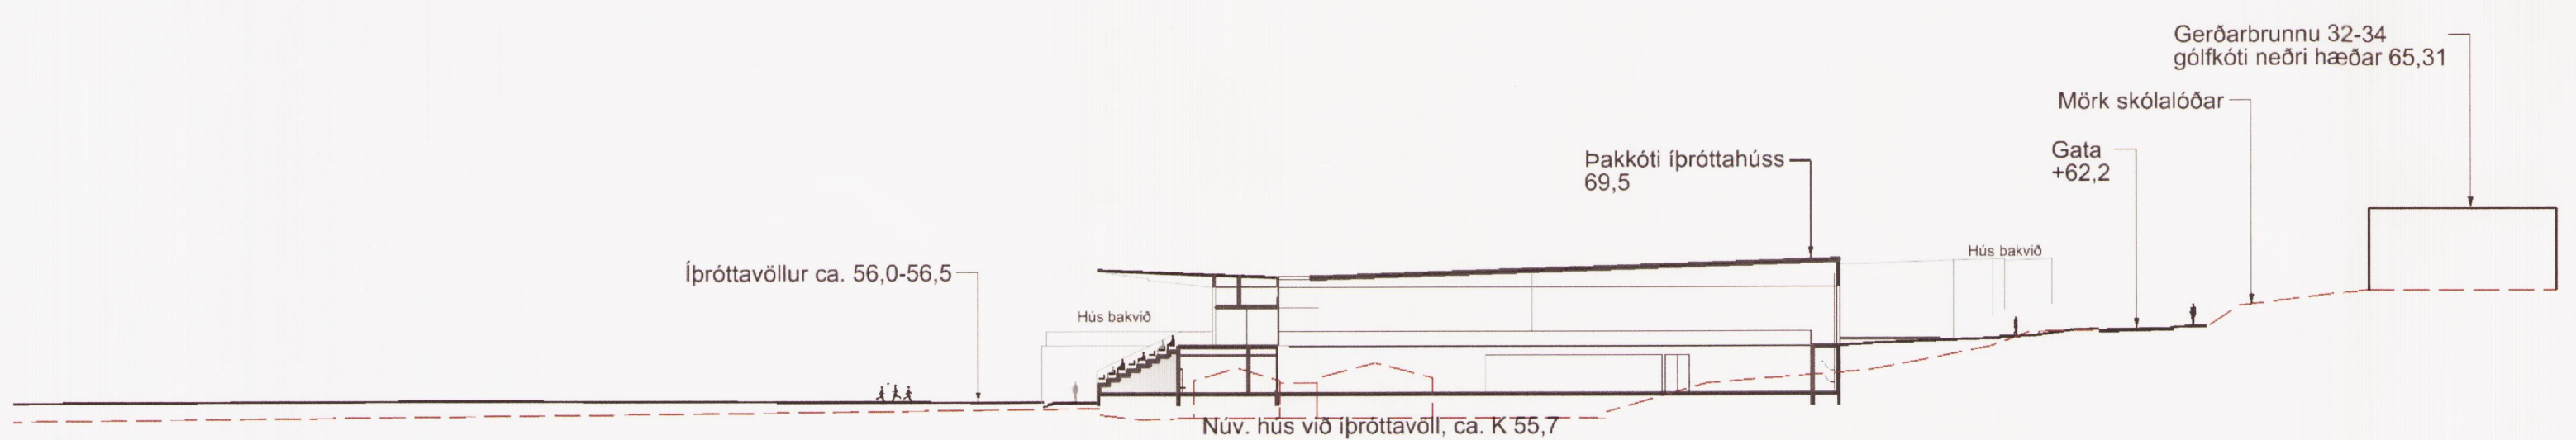 Gerðarbrunnu 32-34
gólfkóti neðri hæðar 65,31
Mörk skólalóðar
Gata
+62,2
Þakkóti íþróttahúss
69,5
Hús bakvið
Íþróttavöllur ca. 56,0-56,5
Hús bakvið
Núv. hús við íþróttavöll, ca. K 55,7